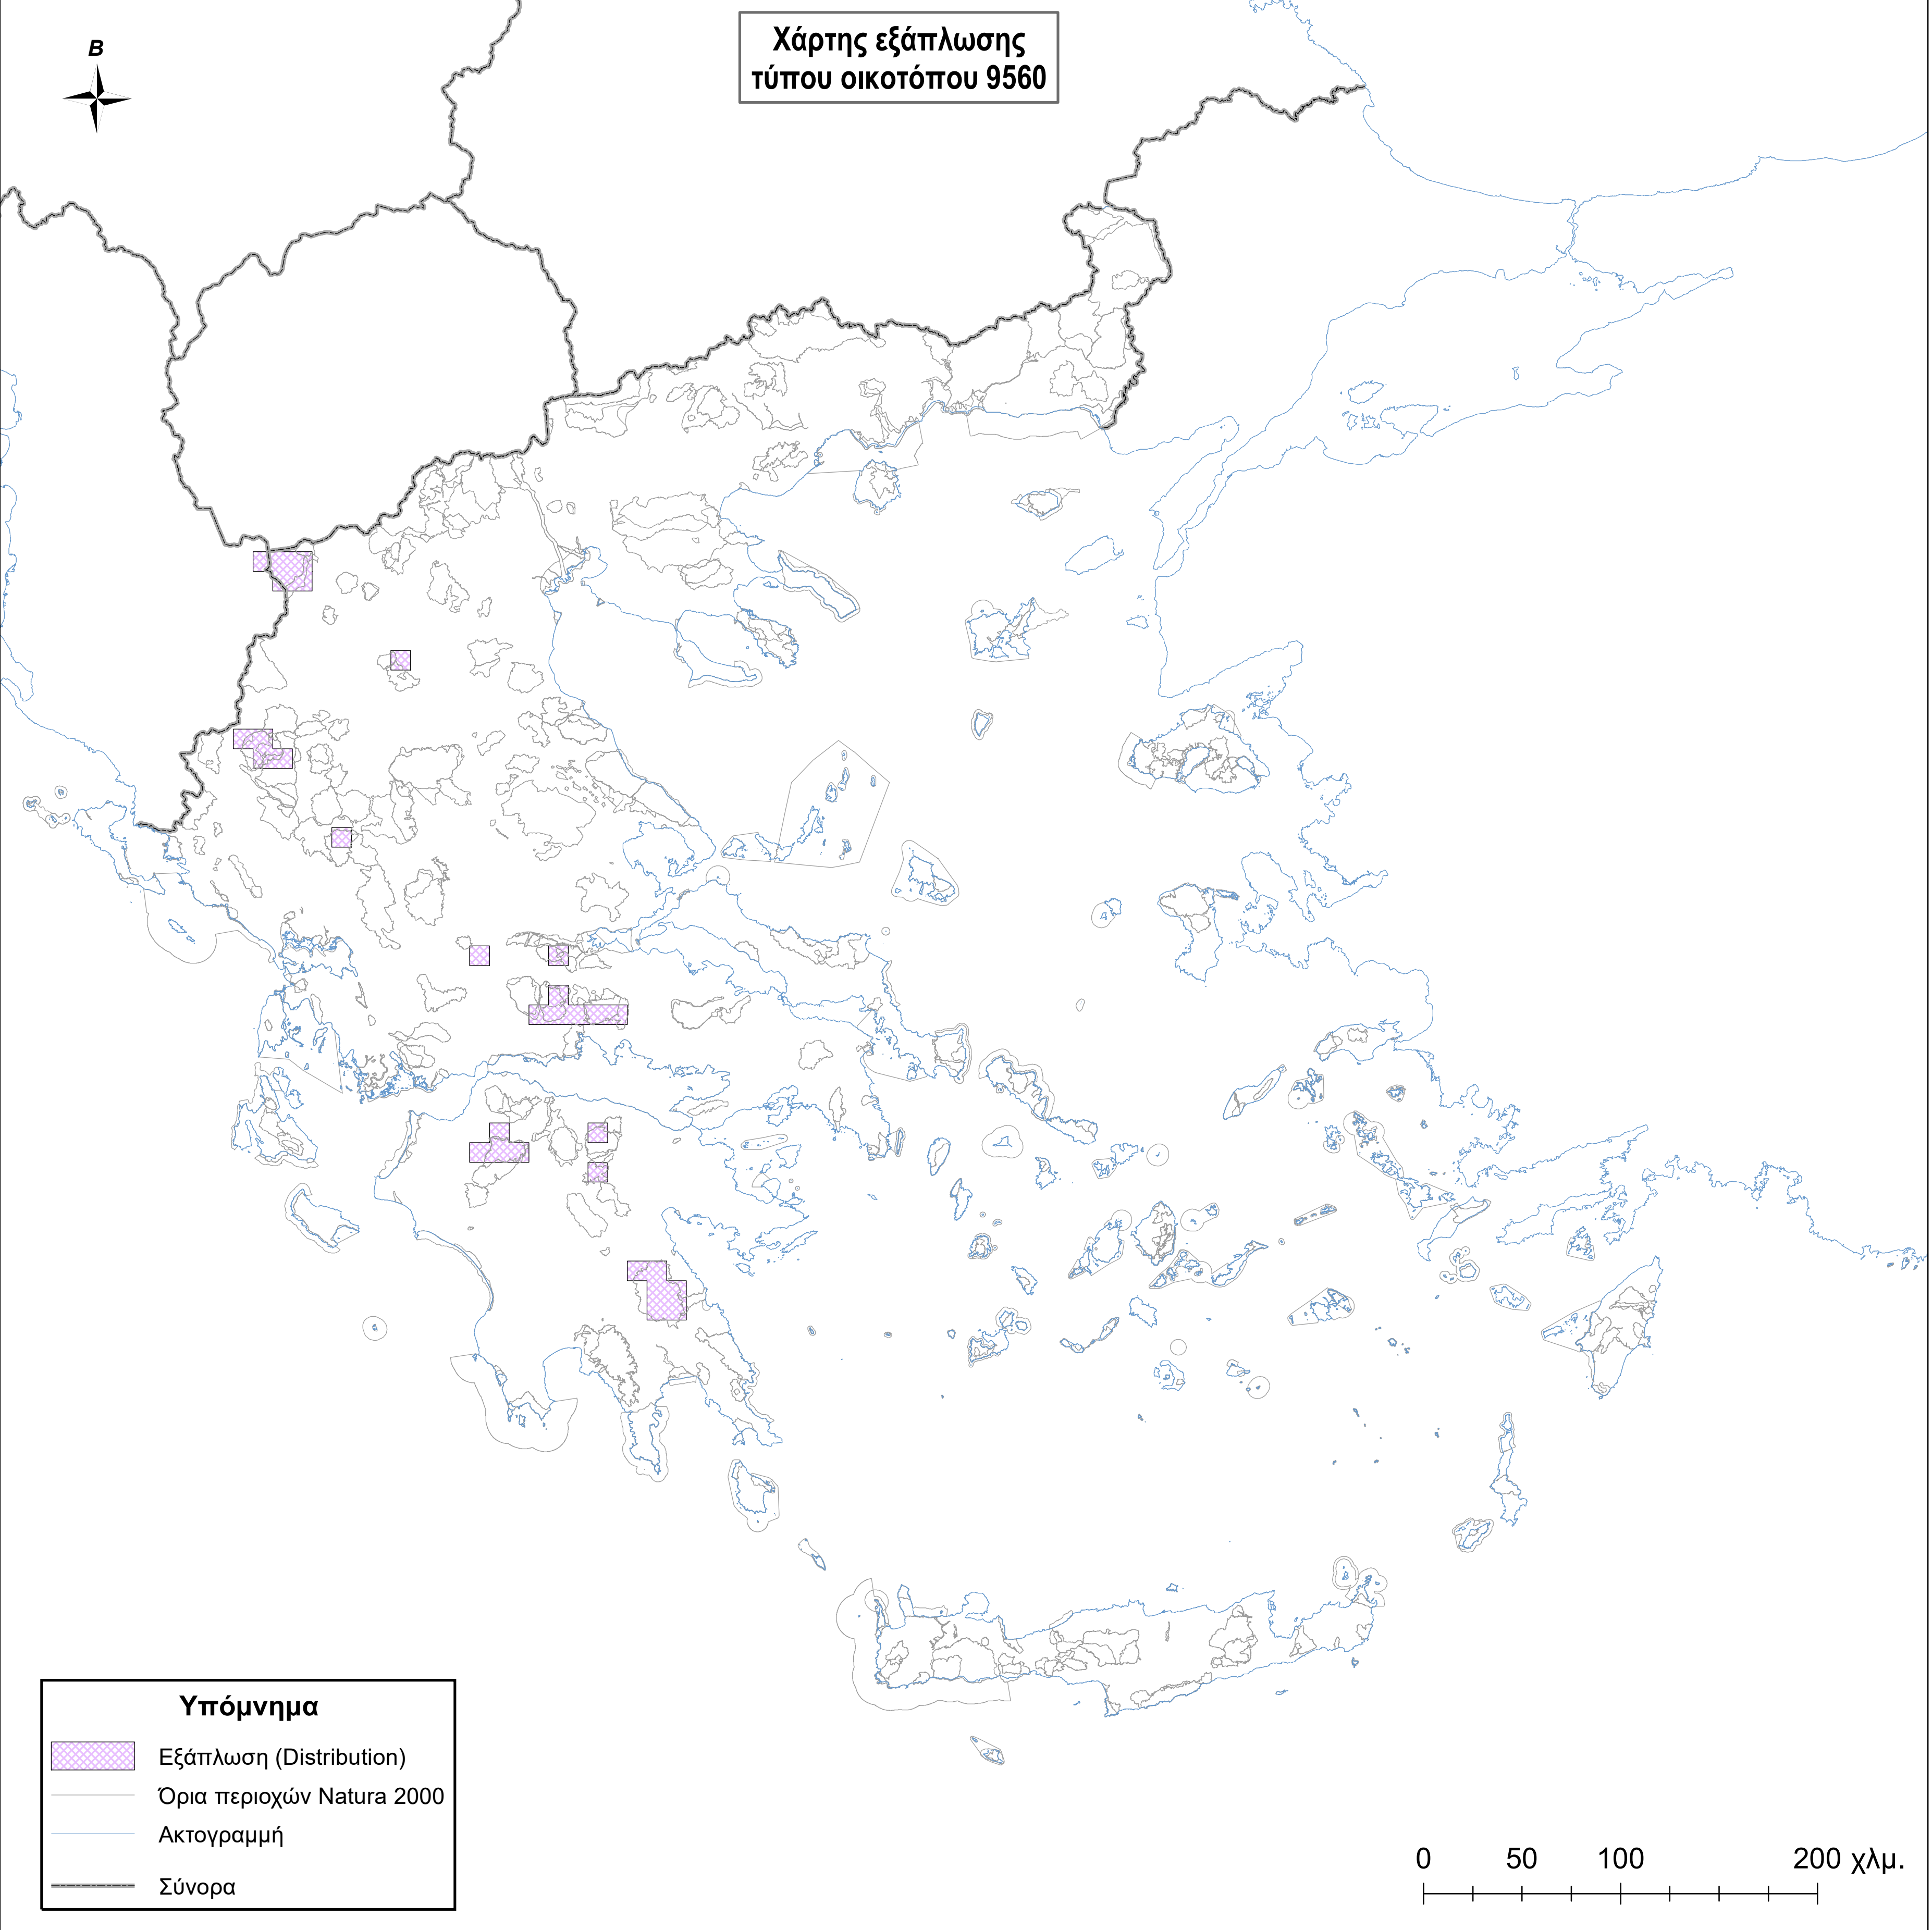 Β
Χάρτης εξάπλωσης
τύπου οικοτόπου 9560
Υπόμνημα
Εξάπλωση (Distribution)
Όρια περιοχών Natura 2000
Ακτογραμμή
Σύνορα
0 50 100 200 χλμ.